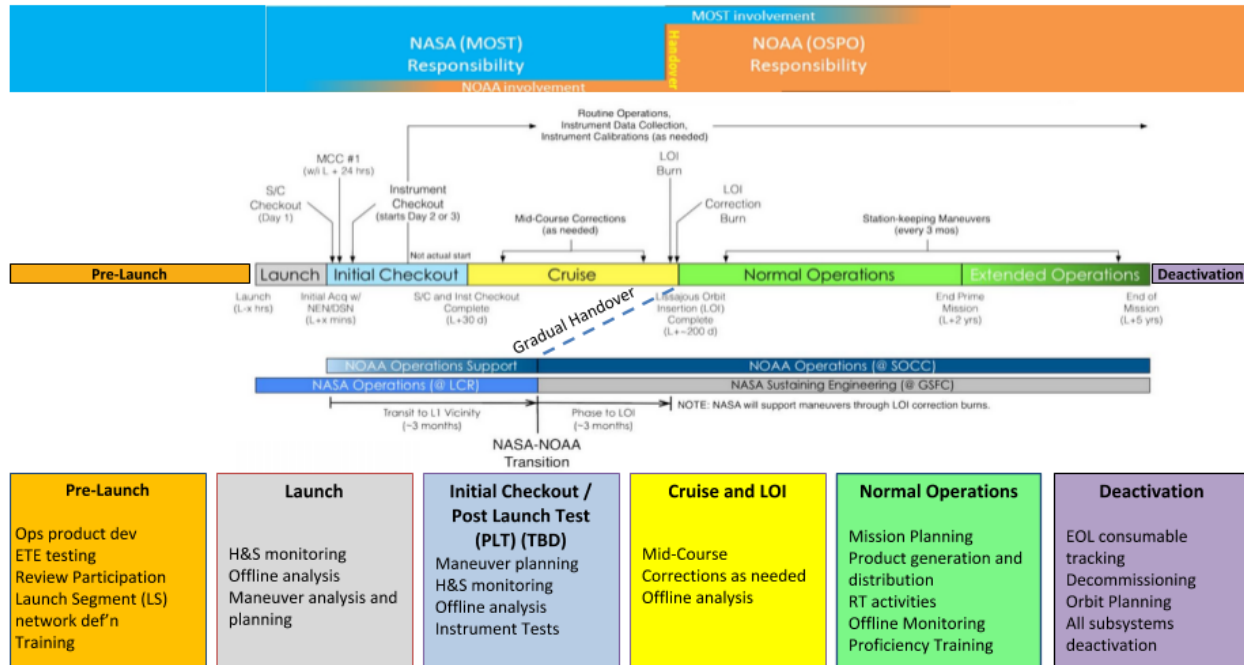 MOST involvement
NASA (MOST)
Responsibility
Handover
NOAA (OSPO)
Responsibility
NOAA involvement
Routine Operations,
Instrument Data Collection,
Instrument Calibrations (as needed)
MCC #1
(w/i L + 24 hrs)
LOI
Burn
S/C
Checkout
(Day 1)
Instrument
Checkout
(starts Day 2 or 3)
LOI
Correction
Burn
Mid-Course Corrections
(as needed)
Station-keeping Maneuvers
(every 3 mos)
Not actual start
Pre-Launch
Launch
Initial Checkout
Cruise
Normal Operations
Extended Operations
Deactivation
Launch
(L-x hrs)
Initial Acq w/
NEN/DSN
(L+x mins)
S/C and Inst Checkout
Complete
(L+30 d)
Lissajous Orbit
Insertion (LOI)
Complete
(L+~200 d)
End Prime
Mission
(L+2 yrs)
End of
Mission
(L+5 yrs)
Gradual Handover
NOAA Operations Support
NOAA Operations (@ SOCC)
NASA Operations (@ LCR)
NASA Sustaining Engineering (@ GSFC)
Transit to L1 Vicinity
(~3 months)
Phase to LOI
(~3 months)
NOTE: NASA will support maneuvers through LOI correction burns.
NASA-NOAA
Transition
Pre-Launch
Ops product dev
ETE testing
Review Participation
Launch Segment (LS)
network def'n
Training
Launch
H&S monitoring
Offline analysis
Maneuver analysis and
planning
Initial Checkout /
Post Launch Test
(PLT) (TBD)
Maneuver planning
H&S monitoring
Offline analysis
Instrument Tests
Cruise and LOI
Mid-Course
Corrections as needed
Offline analysis
Normal Operations
Mission Planning
Product generation and
distribution
RT activities
Offline Monitoring
Proficiency Training
Deactivation
EOL consumable
tracking
Decommissioning
Orbit Planning
All subsystems
deactivation